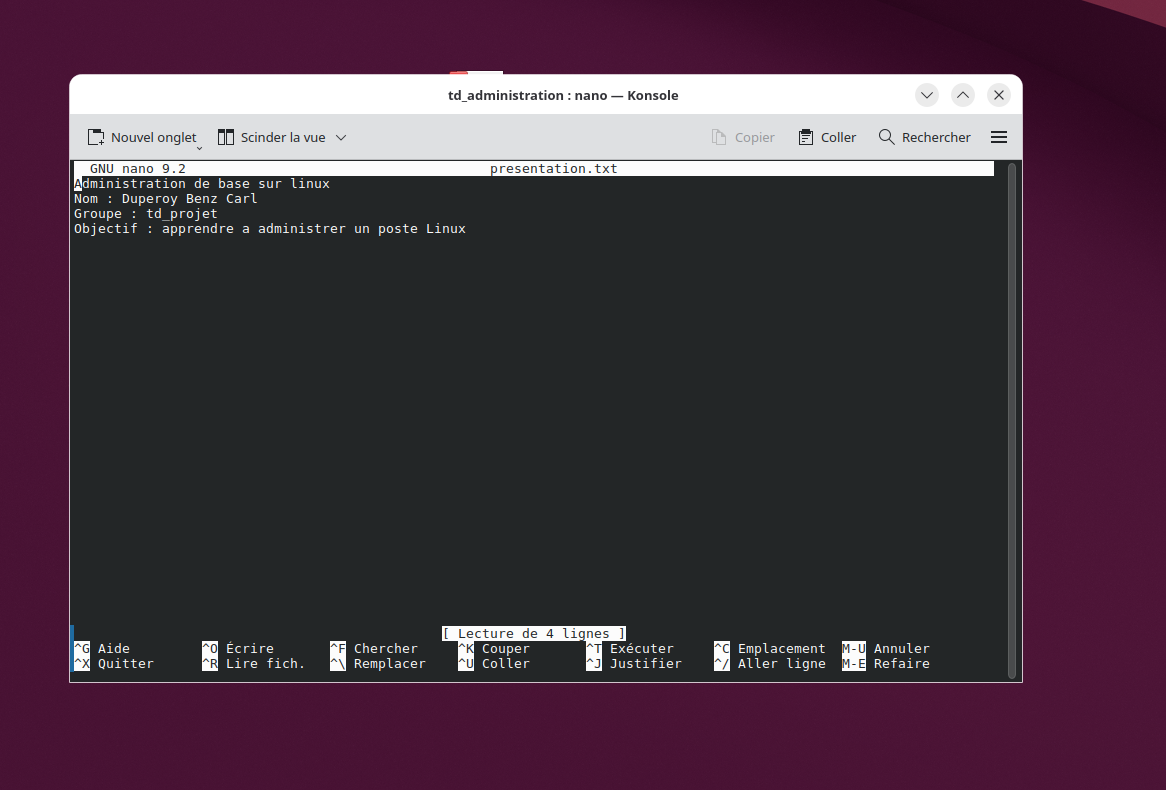 td_administration : nano — Konsole
Nouvel onglet Scinder la vue Copier Coller Rechercher
GNU nano 9.2 presentation.txt
Administration de base sur linux
Nom : Duperoy Benz Carl
Groupe : td_projet
Objectif : apprendre a administrer un poste Linux
[ Lecture de 4 lignes ]
^G Aide ^O Écrire ^F Chercher ^K Couper ^T Exécuter ^C Emplacement M-U Annuler
^X Quitter ^R Lire fich. ^\ Remplacer ^U Coller ^J Justifier ^/ Aller ligne M-E Refaire